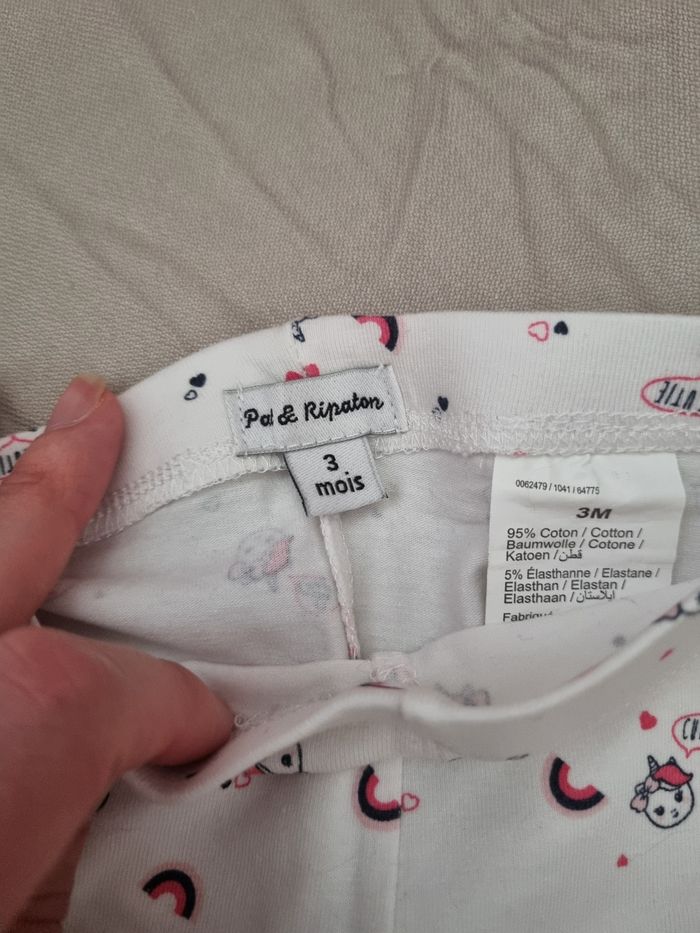 Pat & Ripaton
3
mois
0062479 / 1041 / 64775
3M
95% Coton / Cotton /
Baumwolle / Cotone /
Katoen / قطن
5% Élasthanne / Elastane /
Elasthan / Elastan /
Elasthaan / ايلاستان